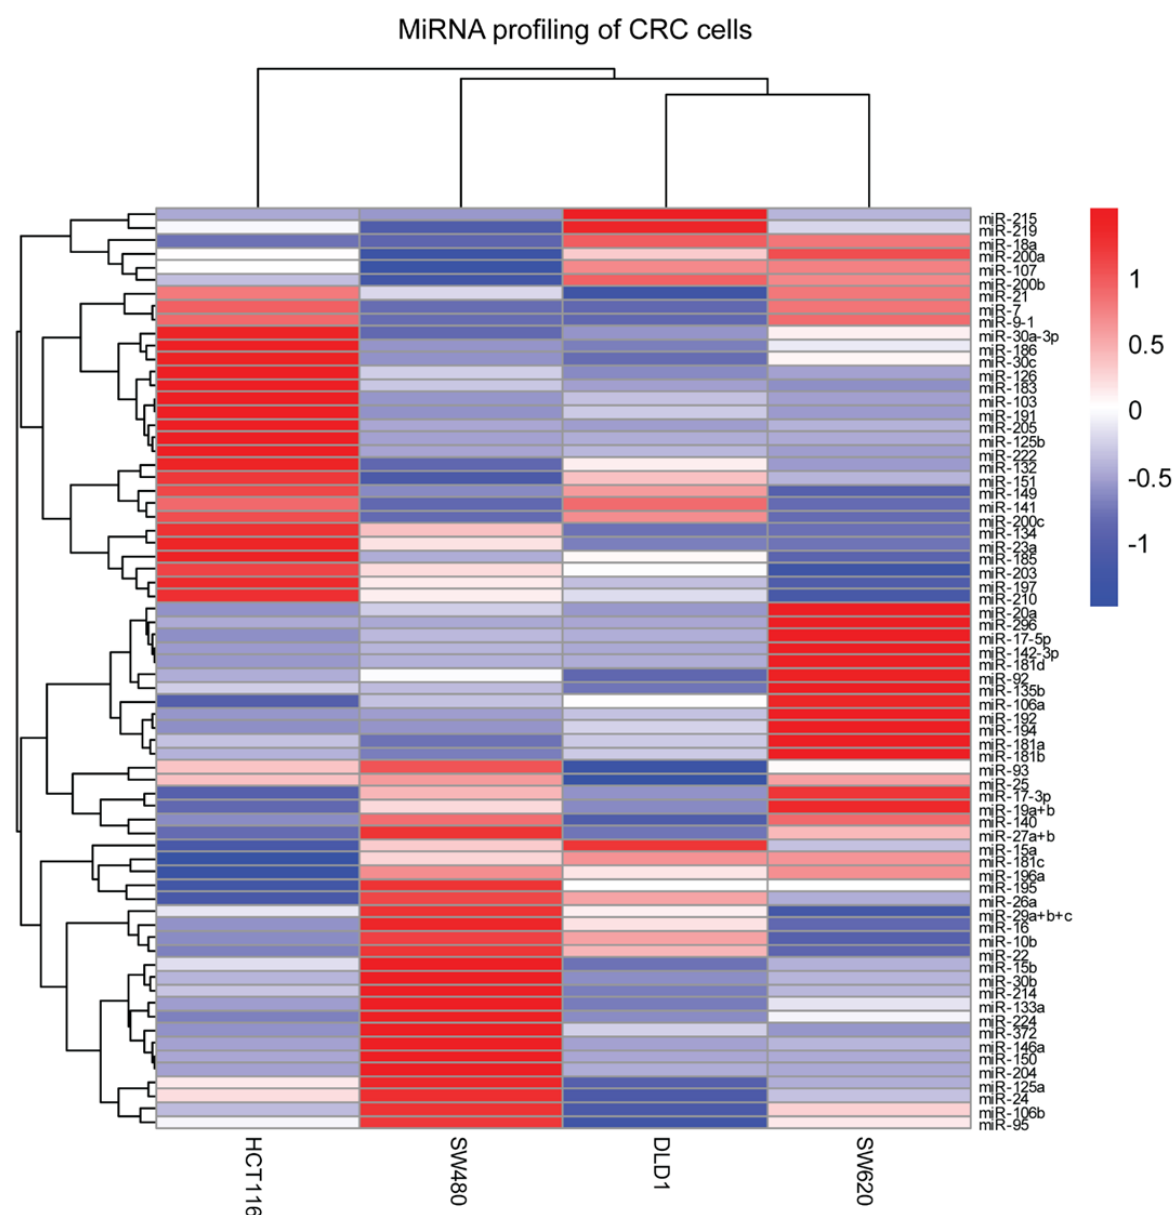 MiRNA profiling of CRC cells
miR-215
miR-219
miR-18a
miR-200a
miR-107
miR-200b
miR-21
miR-7
miR-9-1
miR-30a-3p
miR-186
miR-30c
miR-126
miR-183
miR-103
miR-191
miR-205
miR-125b
miR-222
miR-132
miR-151
miR-149
miR-141
miR-200c
miR-134
miR-23a
miR-185
miR-203
miR-197
miR-210
miR-20a
miR-296
miR-17-5p
miR-142-3p
miR-181d
miR-92
miR-135b
miR-106a
miR-192
miR-194
miR-181a
miR-181b
miR-93
miR-25
miR-17-3p
miR-19a+b
miR-140
miR-27a+b
miR-15a
miR-181c
miR-196a
miR-195
miR-26a
miR-29a+b+c
miR-16
miR-10b
miR-22
miR-15b
miR-30b
miR-214
miR-133a
miR-224
miR-372
miR-146a
miR-150
miR-204
miR-125a
miR-24
miR-106b
miR-95
1
0.5
0
-0.5
-1
HCT116
SW480
DLD1
SW620